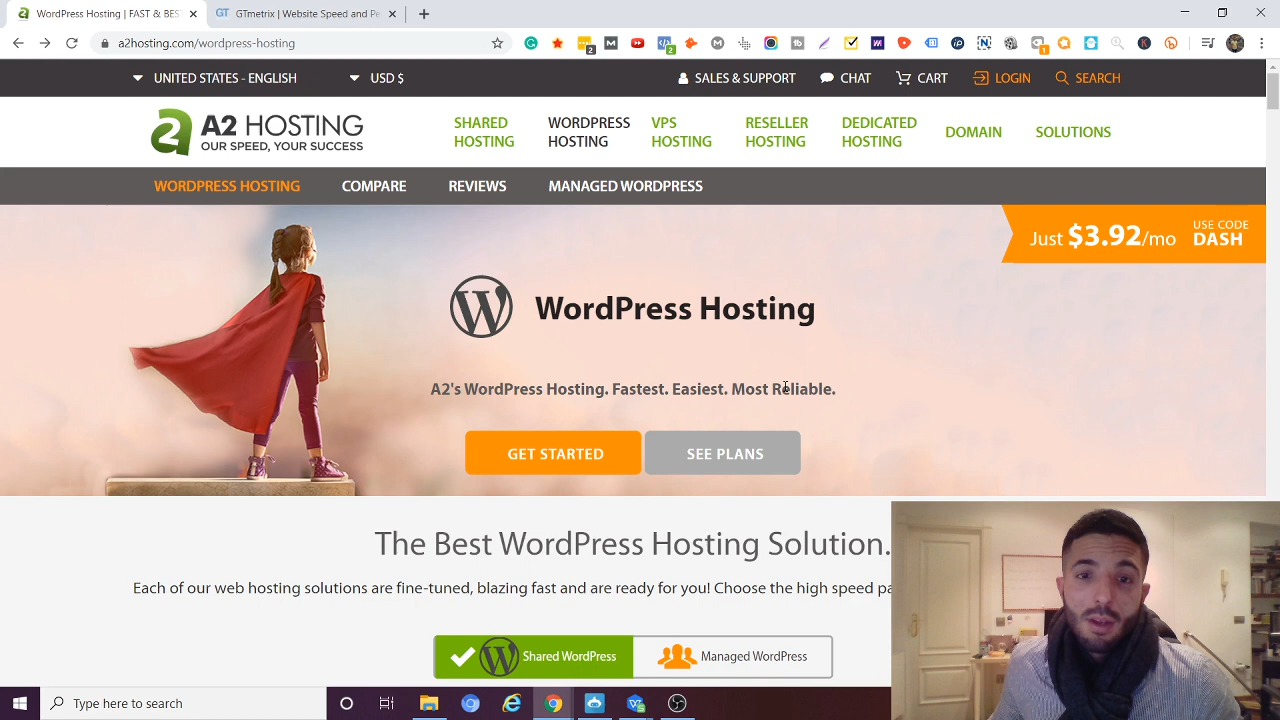 WordPress Hosting | FAST & BES
GTmetrix | Website Speed and Pe
a2hosting.com/wordpress-hosting
UNITED STATES - ENGLISH
USD $
SALES & SUPPORT
CHAT
CART
LOGIN
SEARCH
A2 HOSTING
OUR SPEED, YOUR SUCCESS
SHARED HOSTING
WORDPRESS HOSTING
VPS HOSTING
RESELLER HOSTING
DEDICATED HOSTING
DOMAIN
SOLUTIONS
WORDPRESS HOSTING
COMPARE
REVIEWS
MANAGED WORDPRESS
Just $3.92/mo
USE CODE
DASH
WordPress Hosting
A2's WordPress Hosting. Fastest. Easiest. Most Reliable.
GET STARTED
SEE PLANS
The Best WordPress Hosting Solution.
Each of our web hosting solutions are fine-tuned, blazing fast and are ready for you! Choose the high speed pa
Shared WordPress
Managed WordPress
Type here to search